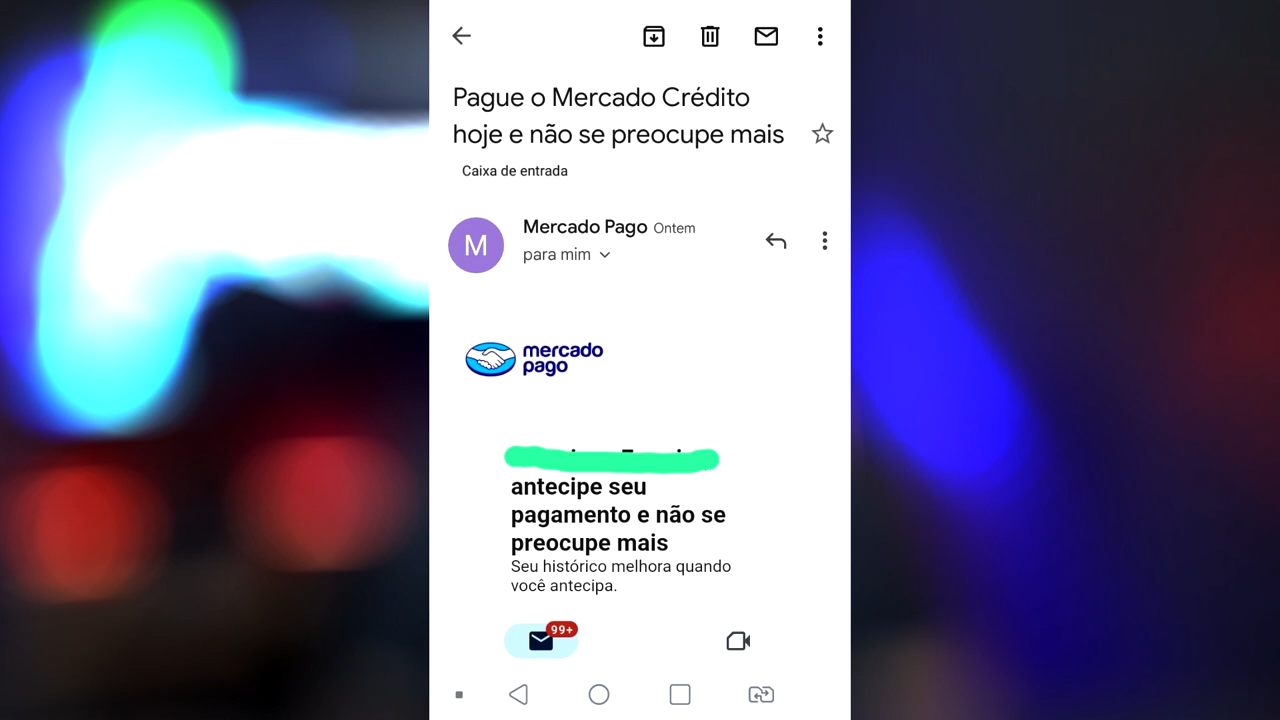 Pague o Mercado Crédito
hoje e não se preocupe mais
Caixa de entrada
M
Mercado Pago Ontem
para mim
mercado
pago
antecipe seu
pagamento e não se
preocupe mais
Seu histórico melhora quando
você antecipa.
99+